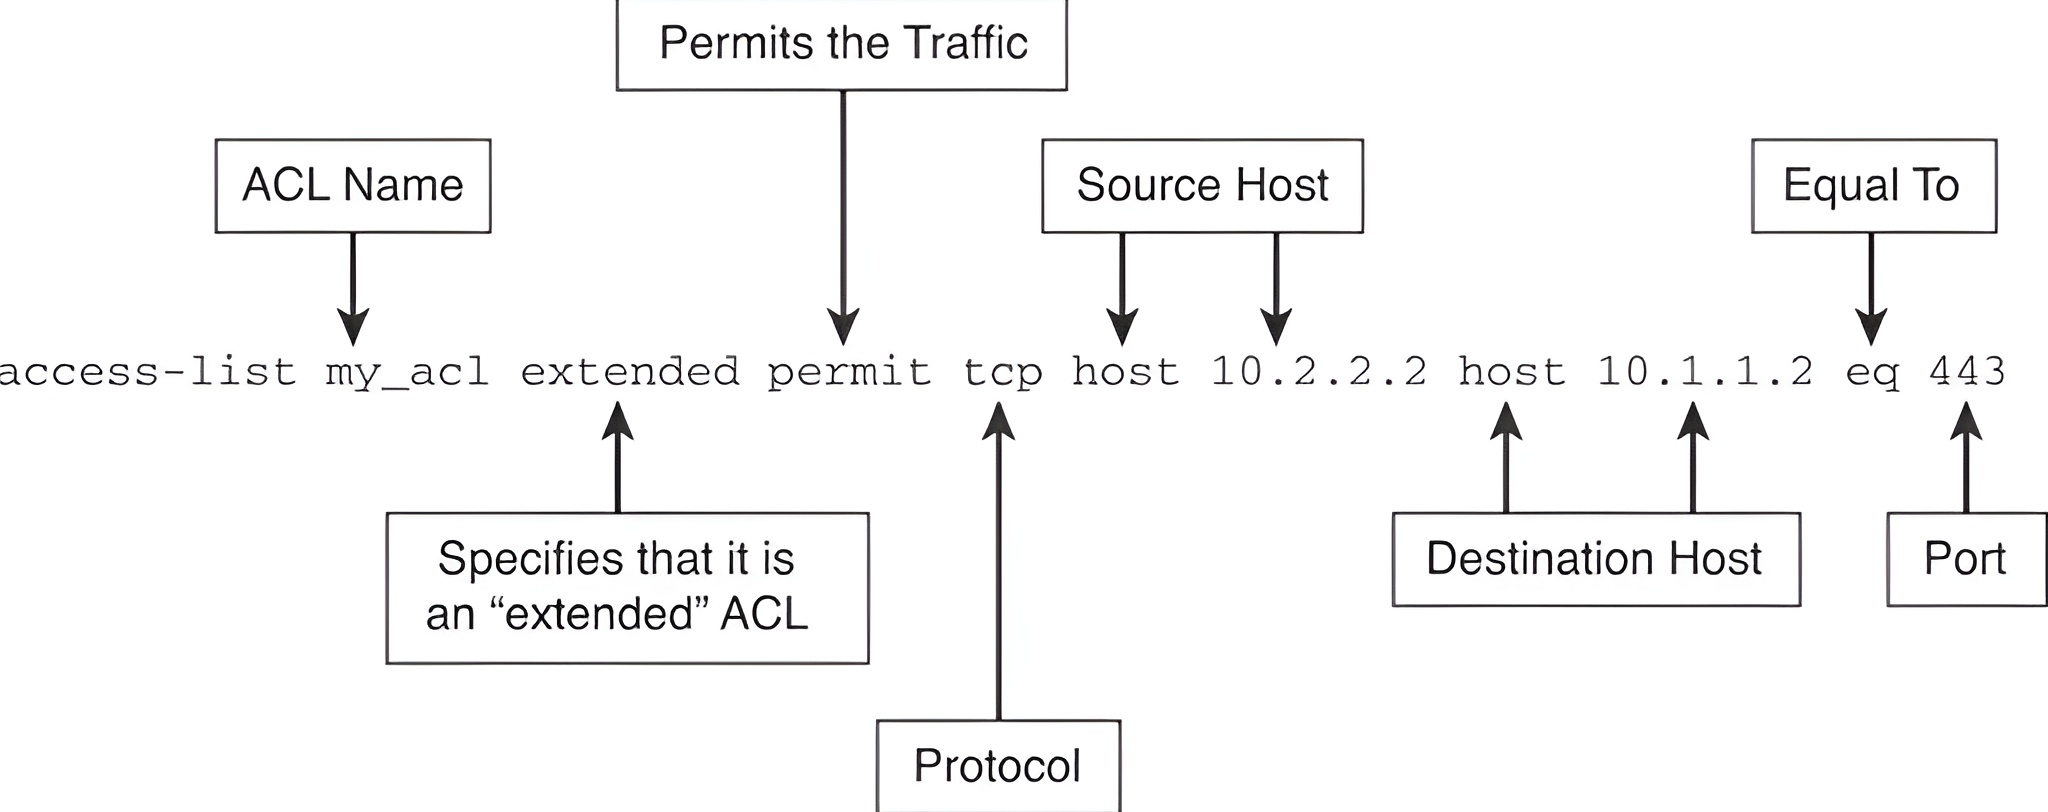 Permits the Traffic
ACL Name
Source Host
Equal To
access-list my_acl extended permit tcp host 10.2.2.2 host 10.1.1.2 eq 443
Specifies that it is
an “extended” ACL
Destination Host
Port
Protocol